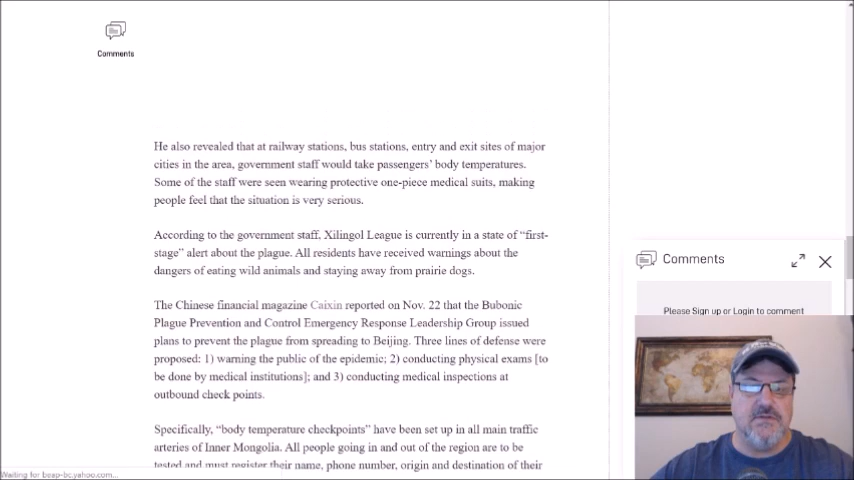 Comments
He also revealed that at railway stations, bus stations, entry and exit sites of major
cities in the area, government staff would take passengers’ body temperatures.
Some of the staff were seen wearing protective one-piece medical suits, making
people feel that the situation is very serious.
According to the government staff, Xilingol League is currently in a state of “first-
stage” alert about the plague. All residents have received warnings about the
dangers of eating wild animals and staying away from prairie dogs.
The Chinese financial magazine Caixin reported on Nov. 22 that the Bubonic
Plague Prevention and Control Emergency Response Leadership Group issued
plans to prevent the plague from spreading to Beijing. Three lines of defense were
proposed: 1) warning the public of the epidemic; 2) conducting physical exams [to
be done by medical institutions]; and 3) conducting medical inspections at
outbound check points.
Specifically, “body temperature checkpoints” have been set up in all main traffic
arteries of Inner Mongolia. All people going in and out of the region are to be
tested and must register their name, phone number, origin and destination of their
Waiting for beap-bc.yahoo.com...
Comments
Please Sign up or Login to comment